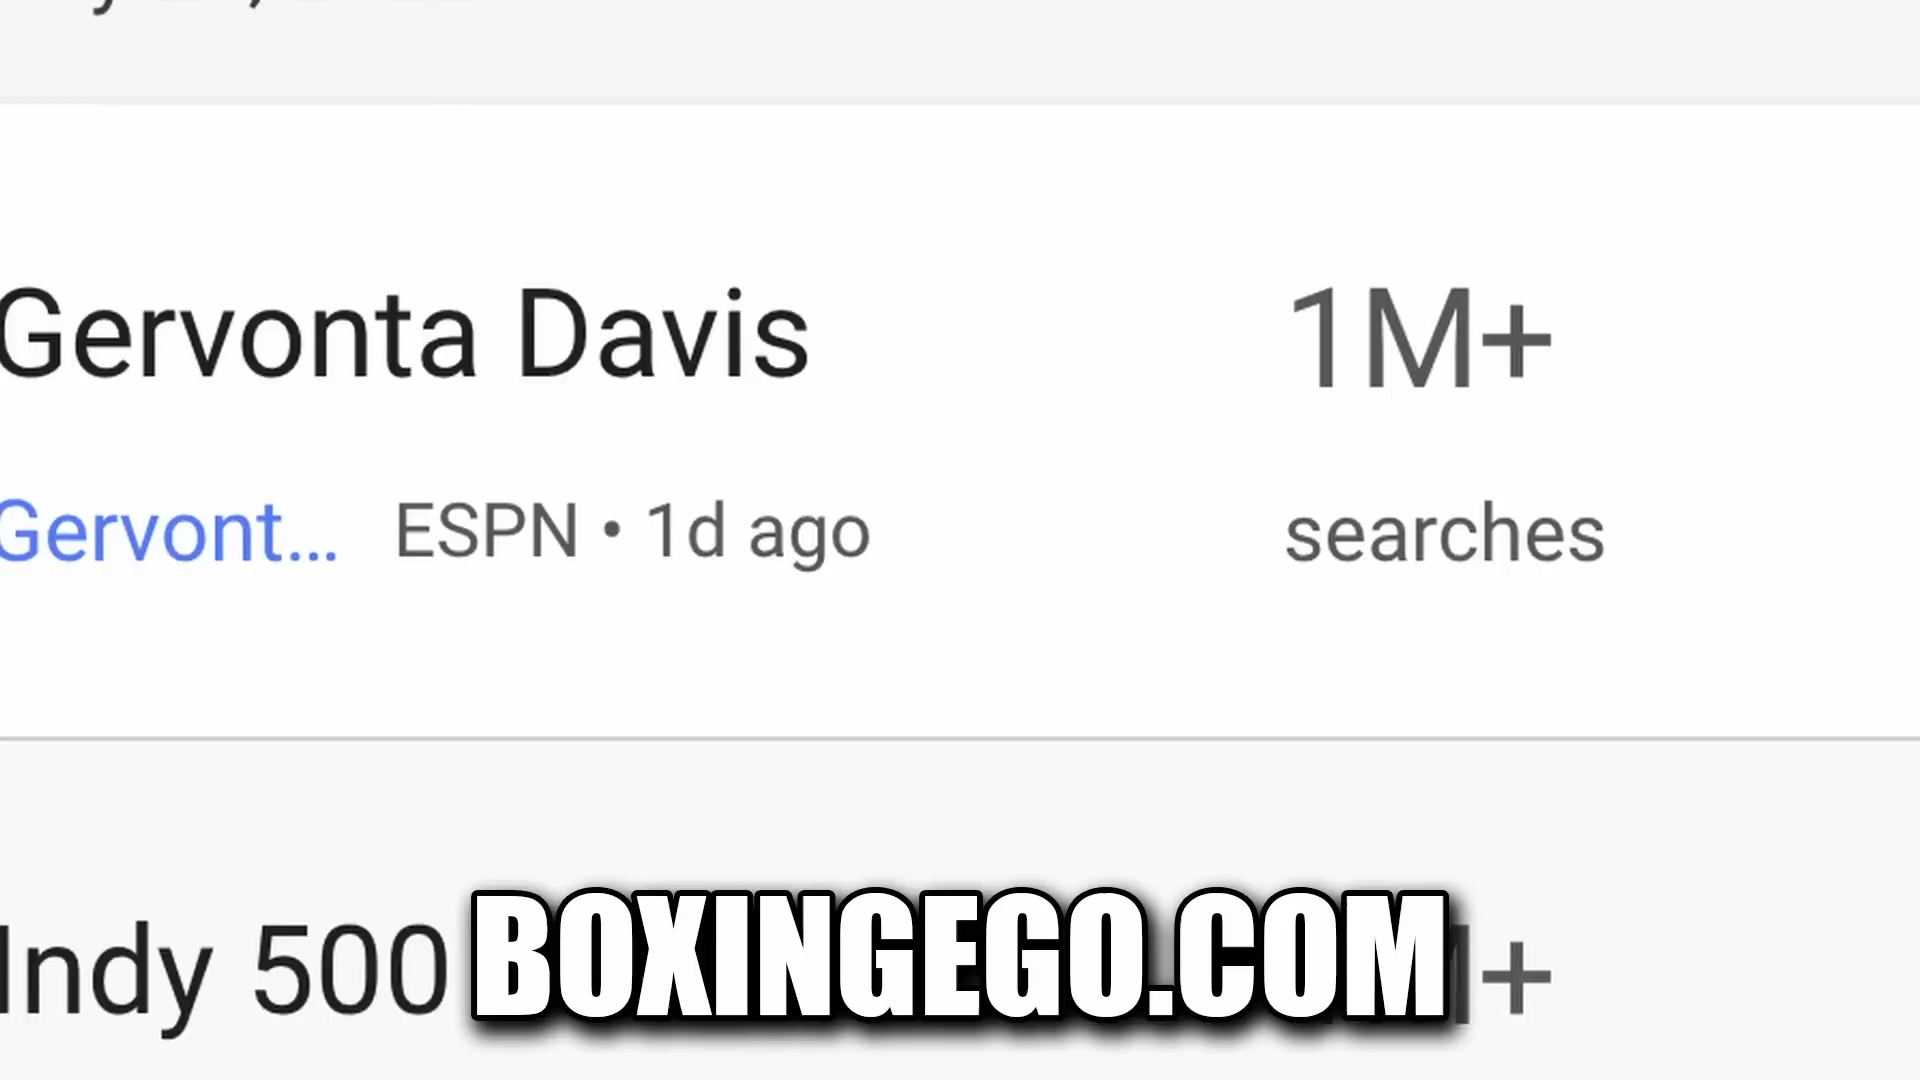 Gervonta Davis 1M+
Gervont... ESPN • 1d ago searches
Indy 500
BOXINGEGO.COM